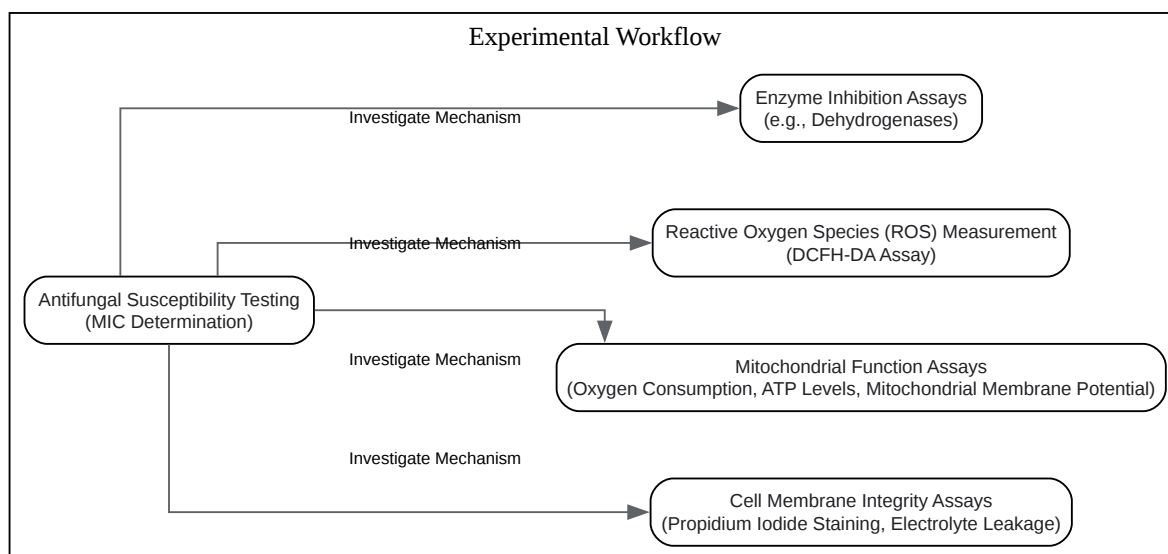 Experimental Workflow
Enzyme Inhibition Assays
(e.g., Dehydrogenases)
Investigate Mechanism
Reactive Oxygen Species (ROS) Measurement
(DCFH-DA Assay)
Investigate Mechanism
Antifungal Susceptibility Testing
(MIC Determination)
Investigate Mechanism
Mitochondrial Function Assays
(Oxygen Consumption, ATP Levels, Mitochondrial Membrane Potential)
Investigate Mechanism
Cell Membrane Integrity Assays
(Propidium Iodide Staining, Electrolyte Leakage)